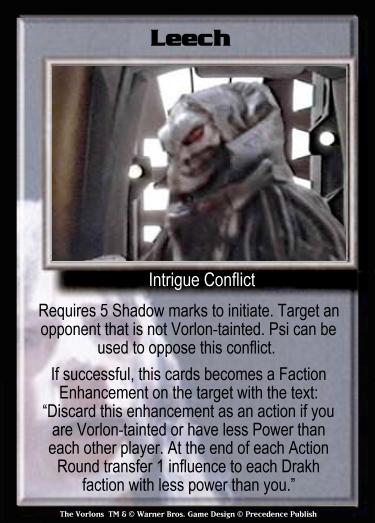 Leech
Intrigue Conflict
Requires 5 Shadow marks to initiate. Target an
opponent that is not Vorlon-tainted. Psi can be
used to oppose this conflict.
If successful, this cards becomes a Faction
Enhancement on the target with the text:
“Discard this enhancement as an action if you
are Vorlon-tainted or have less Power than
each other player. At the end of each Action
Round transfer 1 influence to each Drakh
faction with less power than you.”
The Vorlons TM & © Warner Bros. Game Design © Precedence Publish